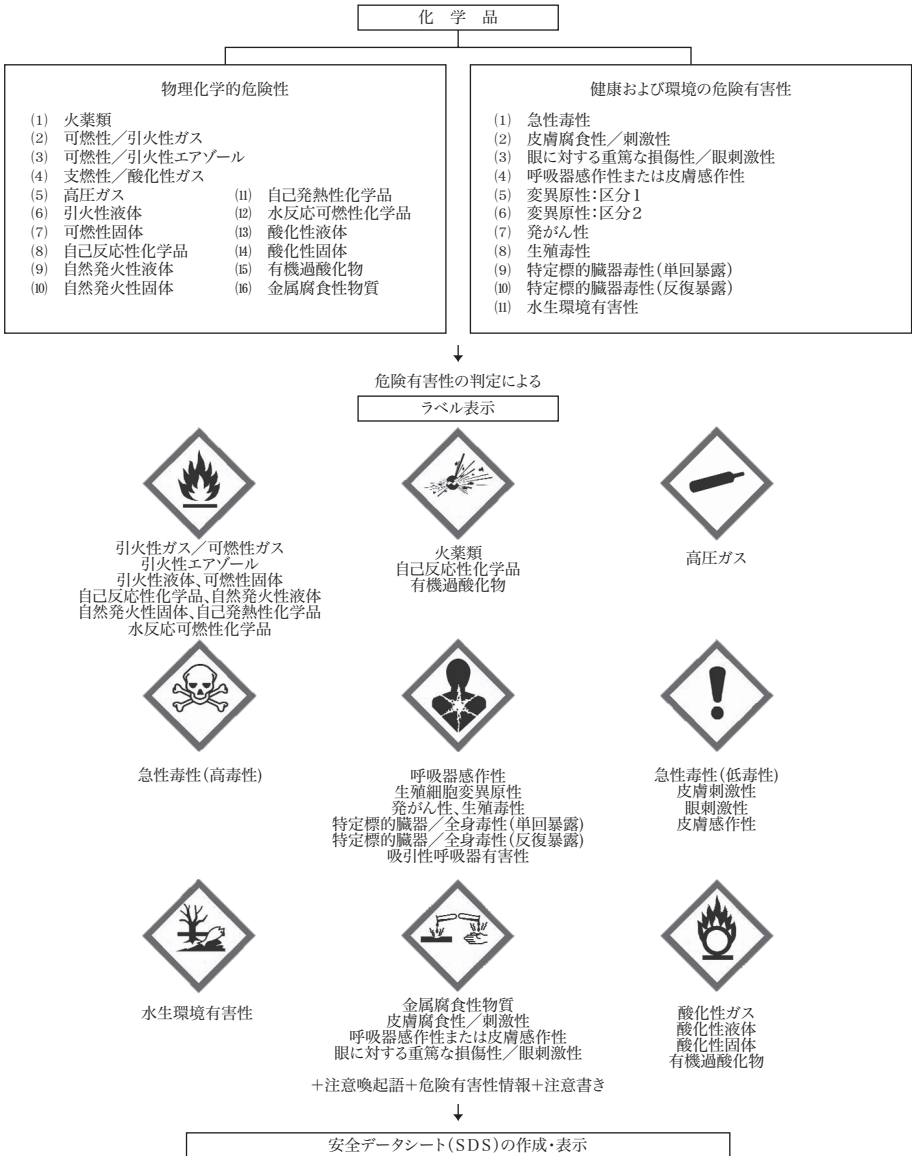 化 学 品
物理化学的危険性
(1) 火薬類
(2) 可燃性／引火性ガス
(3) 可燃性／引火性エアゾール
(4) 支燃性／酸化性ガス
(5) 高圧ガス
(6) 引火性液体
(7) 可燃性固体
(8) 自己反応性化学品
(9) 自然発火性液体
(10) 自然発火性固体
(11) 自己発熱性化学品
(12) 水反応可燃性化学品
(13) 酸化性液体
(14) 酸化性固体
(15) 有機過酸化物
(16) 金属腐食性物質
健康および環境の危険有害性
(1) 急性毒性
(2) 皮膚腐食性／刺激性
(3) 眼に対する重篤な損傷性／眼刺激性
(4) 呼吸器感作性または皮膚感作性
(5) 変異原性：区分1
(6) 変異原性：区分2
(7) 発がん性
(8) 生殖毒性
(9) 特定標的臓器毒性（単回暴露）
(10) 特定標的臓器毒性（反復暴露）
(11) 水生環境有害性
危険有害性の判定による
ラベル表示
引火性ガス／可燃性ガス
引火性エアゾール
引火性液体、可燃性固体
自己反応性化学品、自然発火性液体
自然発火性固体、自己発熱性化学品
水反応可燃性化学品
火薬類
自己反応性化学品
有機過酸化物
高圧ガス
急性毒性（高毒性）
呼吸器感作性
生殖細胞変異原性
発がん性、生殖毒性
特定標的臓器／全身毒性（単回暴露）
特定標的臓器／全身毒性（反復暴露）
吸引性呼吸器有害性
急性毒性（低毒性）
皮膚刺激性
眼刺激性
皮膚感作性
水生環境有害性
金属腐食性物質
皮膚腐食性／刺激性
呼吸器感作性または皮膚感作性
眼に対する重篤な損傷性／眼刺激性
酸化性ガス
酸化性液体
酸化性固体
有機過酸化物
＋注意喚起語＋危険有害性情報＋注意書き
安全データシート（SDS）の作成・表示